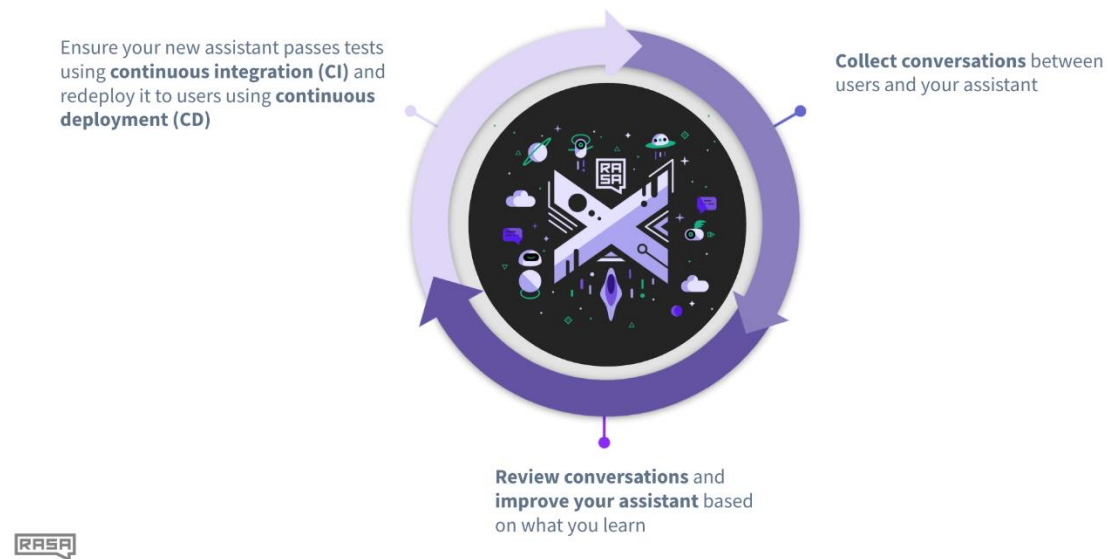 Ensure your new assistant passes tests
using continuous integration (CI) and
redeploy it to users using continuous
deployment (CD)
Collect conversations between
users and your assistant
RA
SA
Review conversations and
improve your assistant based
on what you learn
RASA